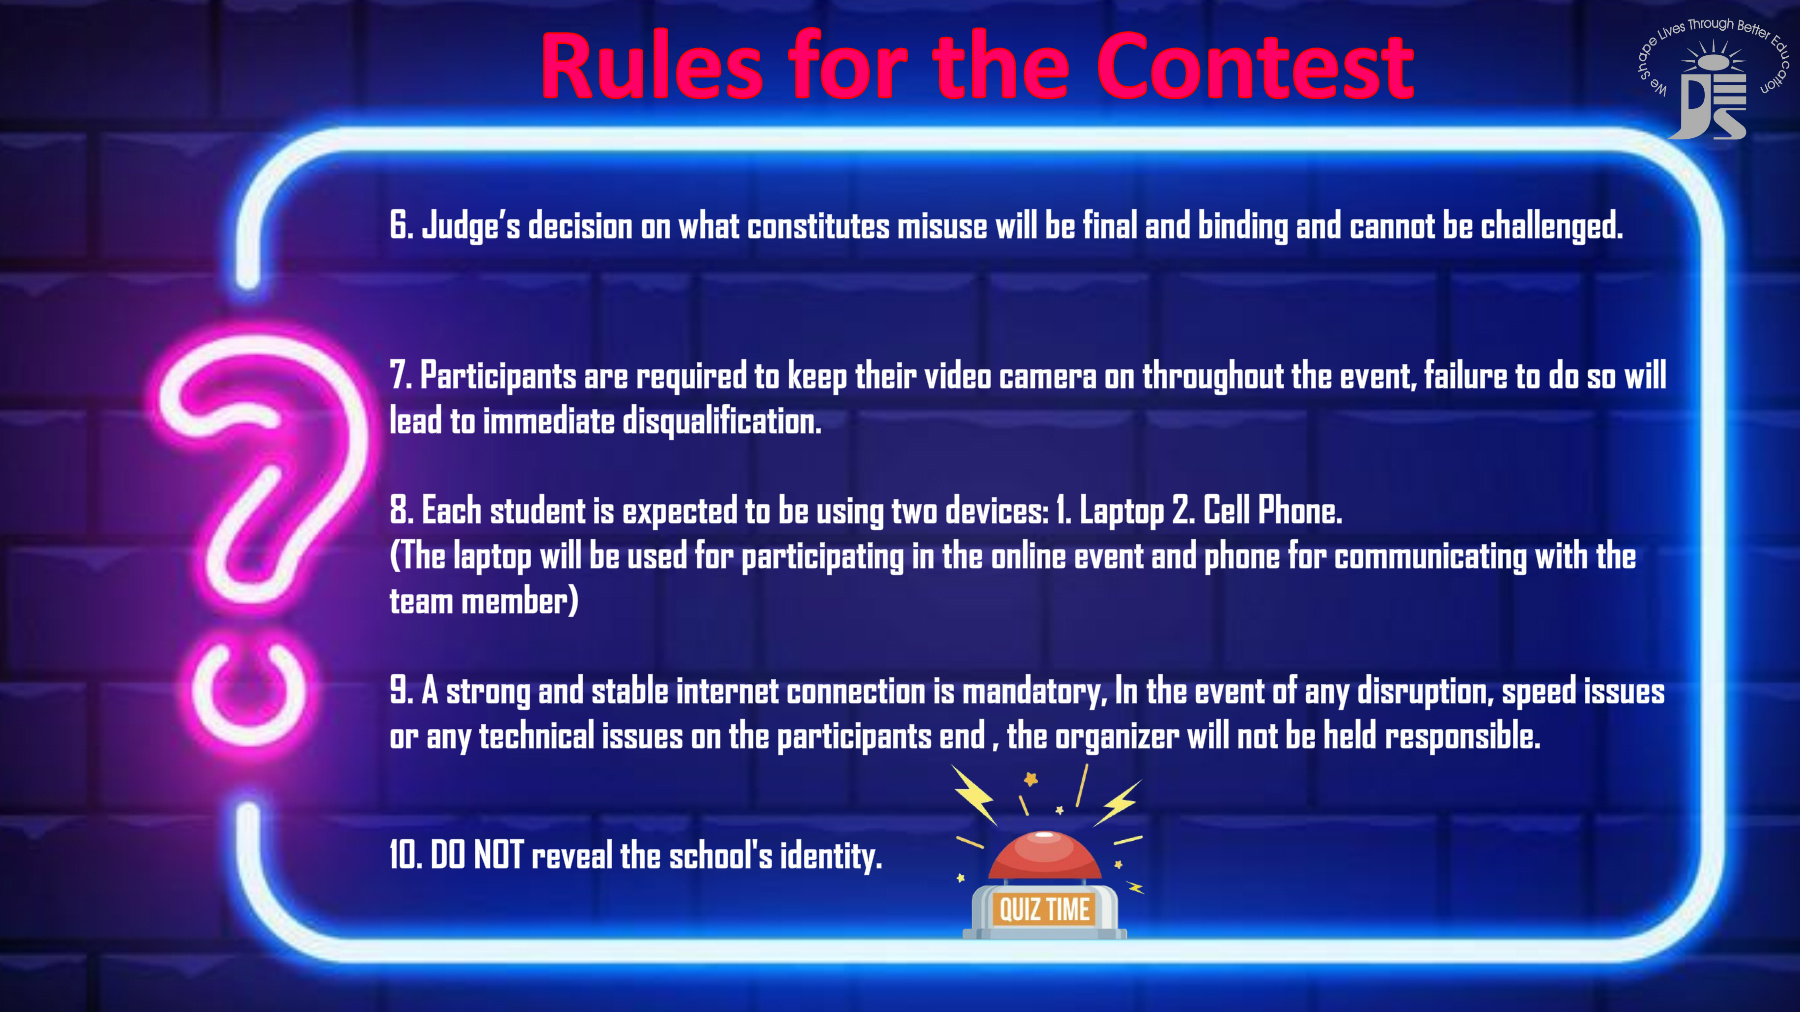 Rules for the Contest
We Shape Lives Through Better Education
DJES
6. Judge’s decision on what constitutes misuse will be final and binding and cannot be challenged.
7. Participants are required to keep their video camera on throughout the event, failure to do so will
lead to immediate disqualification.
8. Each student is expected to be using two devices: 1. Laptop 2. Cell Phone.
(The laptop will be used for participating in the online event and phone for communicating with the
team member)
9. A strong and stable internet connection is mandatory, In the event of any disruption, speed issues
or any technical issues on the participants end , the organizer will not be held responsible.
10. DO NOT reveal the school's identity.
QUIZ TIME